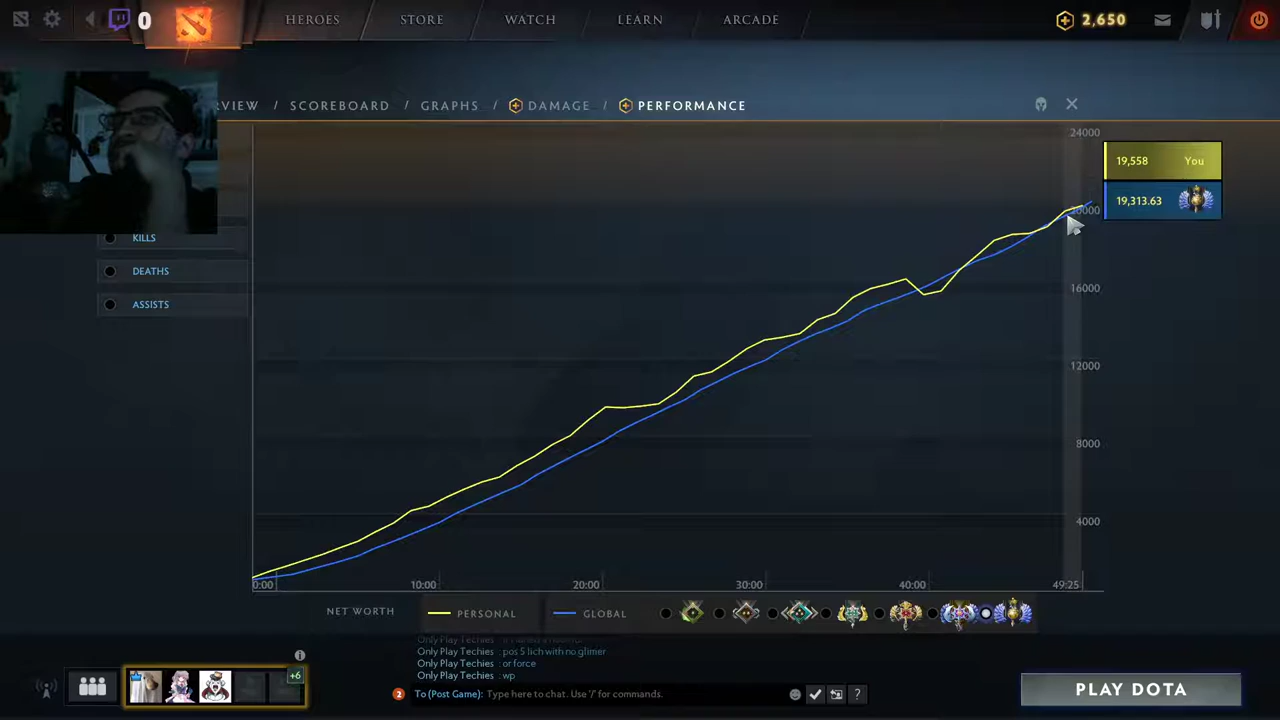 0
HEROES
STORE
WATCH
LEARN
ARCADE
2,650
RVIEW / SCOREBOARD / GRAPHS / DAMAGE / PERFORMANCE
24000
19,558 You
19,313.63
20000
KILLS
DEATHS
16000
ASSISTS
12000
8000
4000
0:00 10:00 20:00 30:00 40:00 49:25
NET WORTH PERSONAL GLOBAL
Only Play Techies :
Only Play Techies : pos 5 lich with no glimer
Only Play Techies : or force
Only Play Techies : wp
+6
2 To (Post Game): Type here to chat. Use '/' for commands.
?
PLAY DOTA